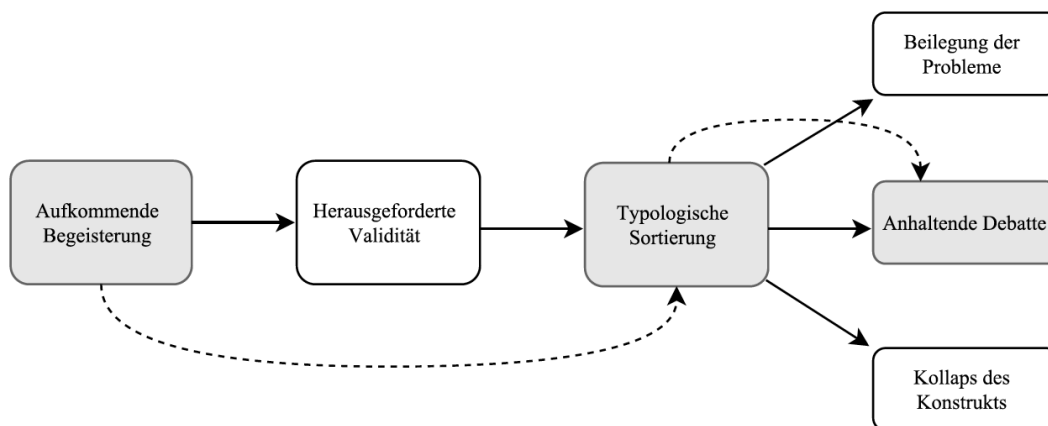 Beilegung der
Probleme
Aufkommende
Begeisterung
Herausgeforderte
Validität
Typologische
Sortierung
Anhaltende Debatte
Kollaps des
Konstrukts